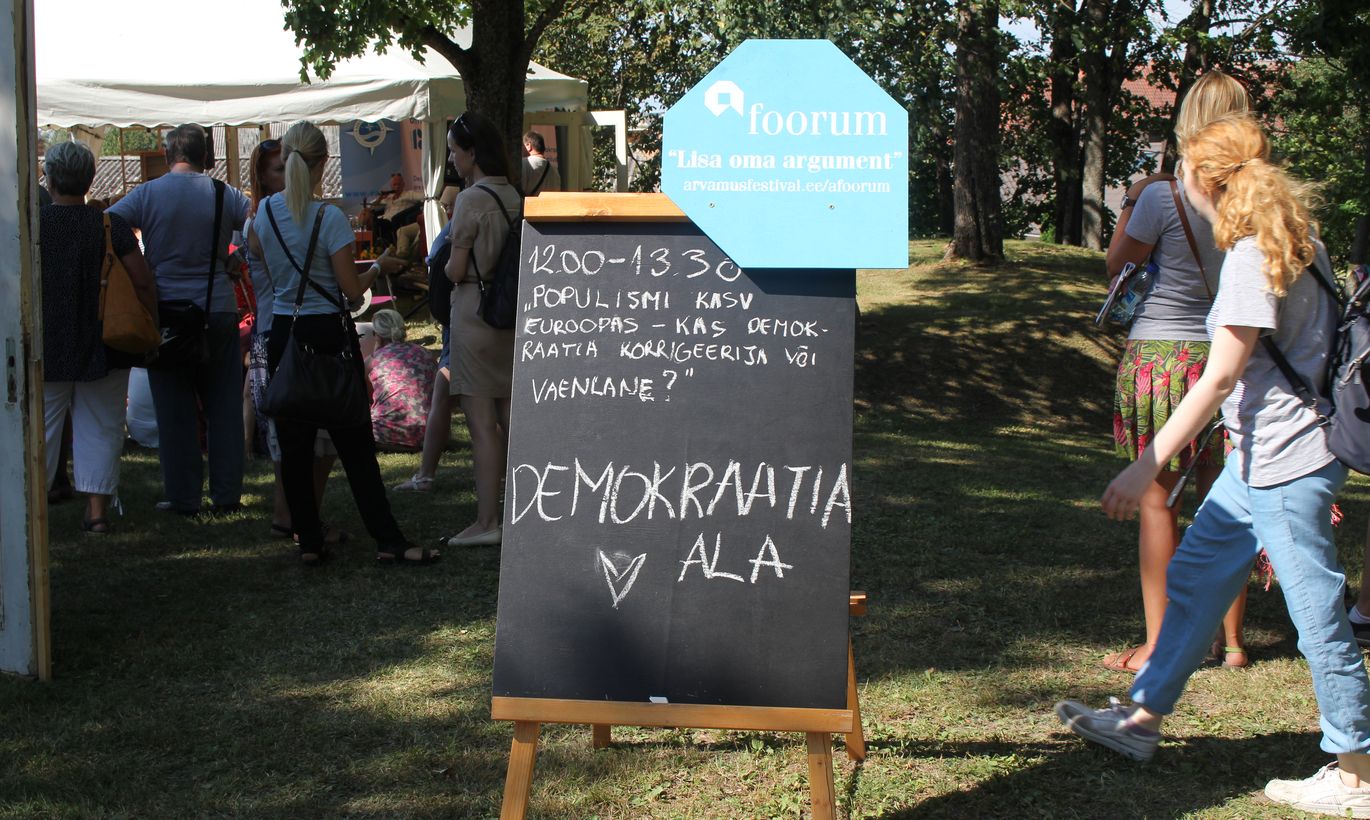 foorum
"Lisa oma argument"
arvamusfestival.ee/afoorum
12.00-13.30
„POPULISMI KASV
EUROOPAS - KAS DEMOK-
RAATIA KORRIGEERIJA VÕI
VAENLANE?"
DEMOKRAATIA
ALA